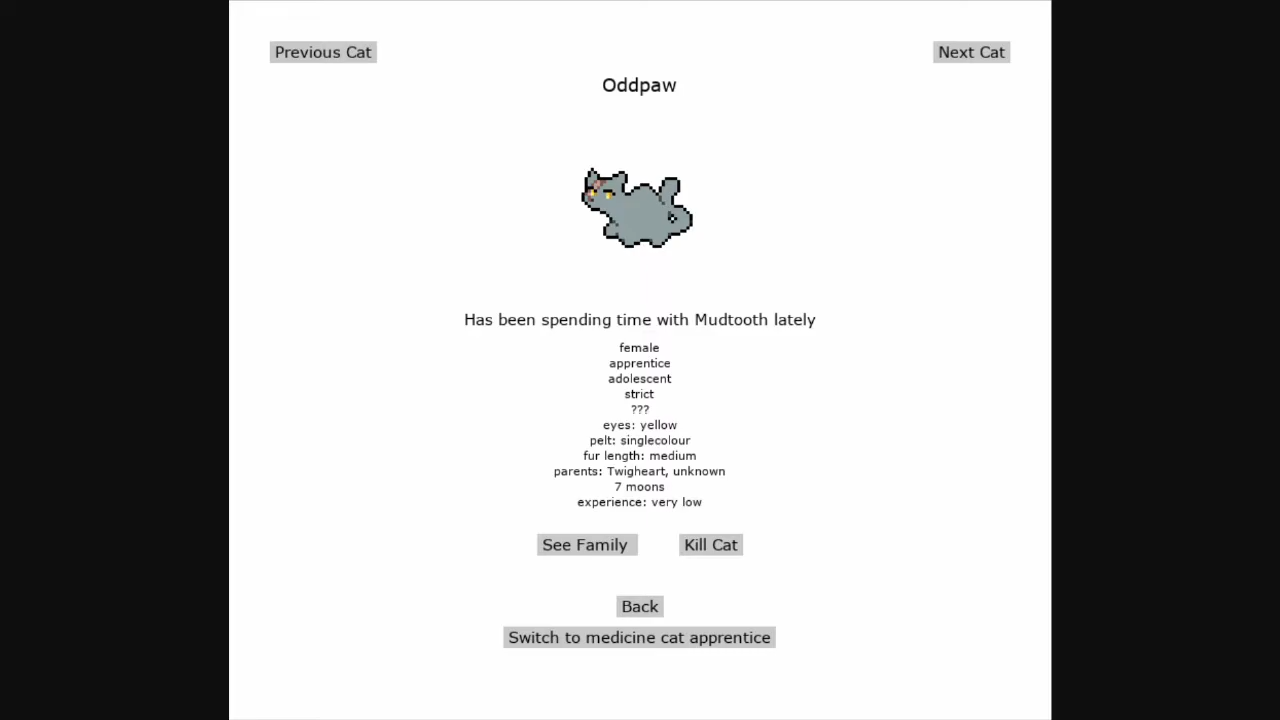 Previous Cat
Next Cat
Oddpaw
Has been spending time with Mudtooth lately
female
apprentice
adolescent
strict
???
eyes: yellow
pelt: singlecolour
fur length: medium
parents: Twigheart, unknown
7 moons
experience: very low
See Family
Kill Cat
Back
Switch to medicine cat apprentice